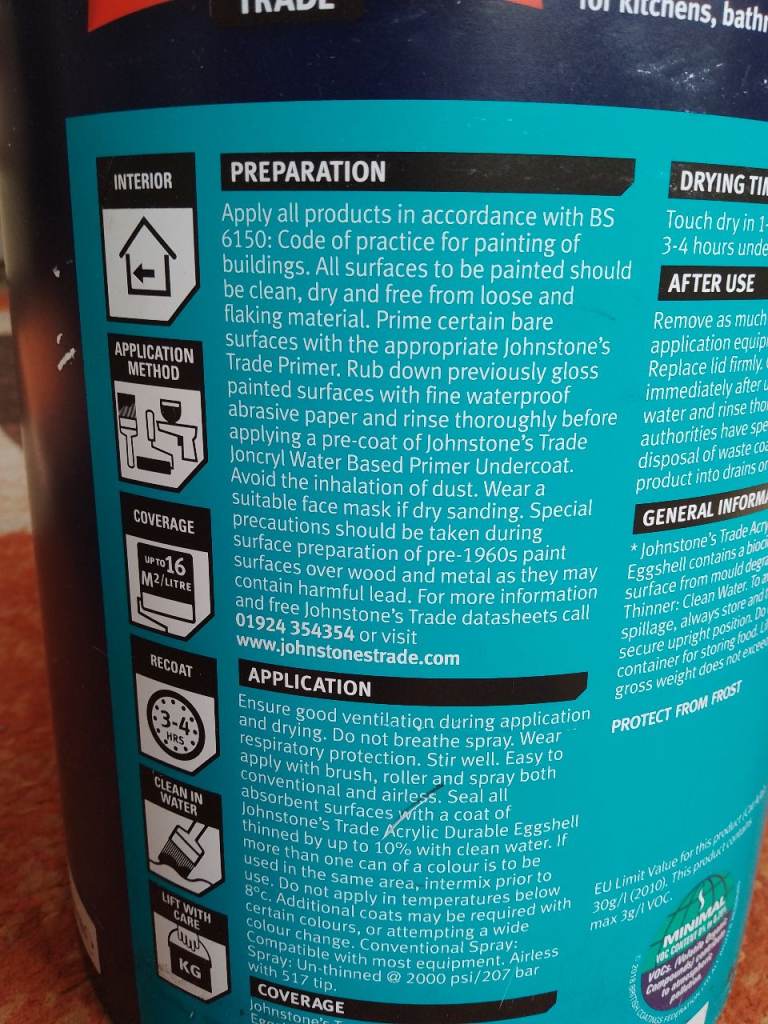 TRADE
for kitchens,
INTERIOR
APPLICATION
METHOD
COVERAGE
UP TO 16
M²/LITRE
RECOAT
3-4
HRS
CLEAN IN
WATER
LIFT WITH
CARE
KG
PREPARATION
Apply all products in accordance with BS
6150: Code of practice for painting of
buildings. All surfaces to be painted should
be clean, dry and free from loose and
flaking material. Prime certain bare
surfaces with the appropriate Johnstone's
Trade Primer. Rub down previously gloss
painted surfaces with fine waterproof
abrasive paper and rinse thoroughly before
applying a pre-coat of Johnstone's Trade
Joncryl Water Based Primer Undercoat.
Avoid the inhalation of dust. Wear a
suitable face mask if dry sanding. Special
precautions should be taken during
surface preparation of pre-1960s paint
surfaces over wood and metal as they may
contain harmful lead. For more information
and free Johnstone's Trade datasheets call
01924 354354 or visit
www.johnstonestrade.com
APPLICATION
Ensure good ventilation during application
and drying. Do not breathe spray. Wear
respiratory protection. Stir well. Easy to
apply with brush, roller and spray both
conventional and airless. Seal all
absorbent surfaces with a coat of
Johnstone's Trade Acrylic Durable Eggshell
thinned by up to 10% with clean water. If
more than one can of a colour is to be
used in the same area, intermix prior to
use. Do not apply in temperatures below
8°c. Additional coats may be required with
certain colours, or attempting a wide
colour change. Conventional Spray:
Compatible with most equipment. Airless
Spray: Un-thinned @ 2000 psi/207 bar
with 517 tip.
COVERAGE
Johnstone's Trade
DRYING
Touch dry in 1-
3-4 hours
AFTER USE
Remove as much
application
Replace lid firmly.
immediately after
water and rinse
authorities have
disposal of waste
product into drains or
GENERAL
* Johnstone's Trade
Eggshell contains a
surface from mould
Thinner: Clean Water. To
spillage, always store and
secure upright position. Do
container for storing food.
gross weight does not
PROTECT FROM FROST
EU Limit Value for this product
30g/l (2010). This product contains
max 3g/l VOC.
MINIMAL
VOC CONTENT
VOCs (Volatile Organic
Compounds) contribute
to atmospheric
pollution